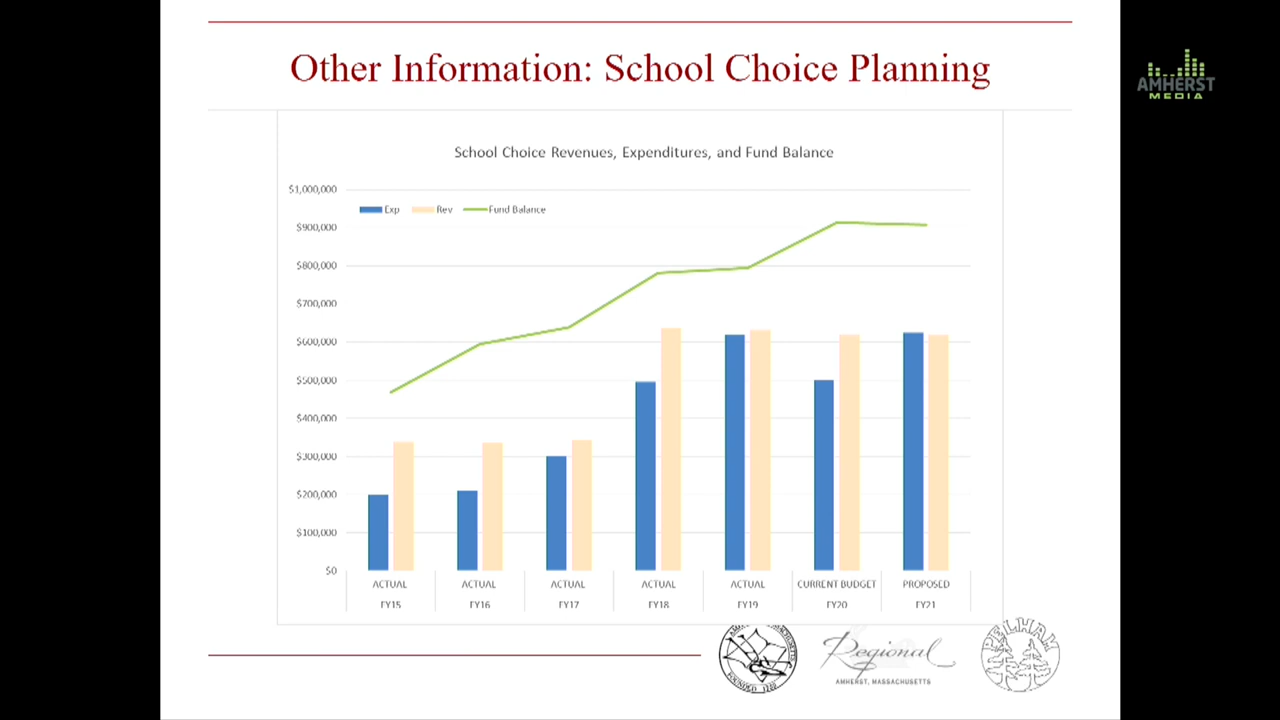 Other Information: School Choice Planning
AMHERST
MEDIA
School Choice Revenues, Expenditures, and Fund Balance
$1,000,000
Exp Rev Fund Balance
$900,000
$800,000
$700,000
$600,000
$500,000
$400,000
$300,000
$200,000
$100,000
$0
ACTUAL ACTUAL ACTUAL ACTUAL ACTUAL CURRENT BUDGET PROPOSED
FY15 FY16 FY17 FY18 FY19 FY20 FY21
PELHAM
Regional
AMHERST, MASSACHUSETTS